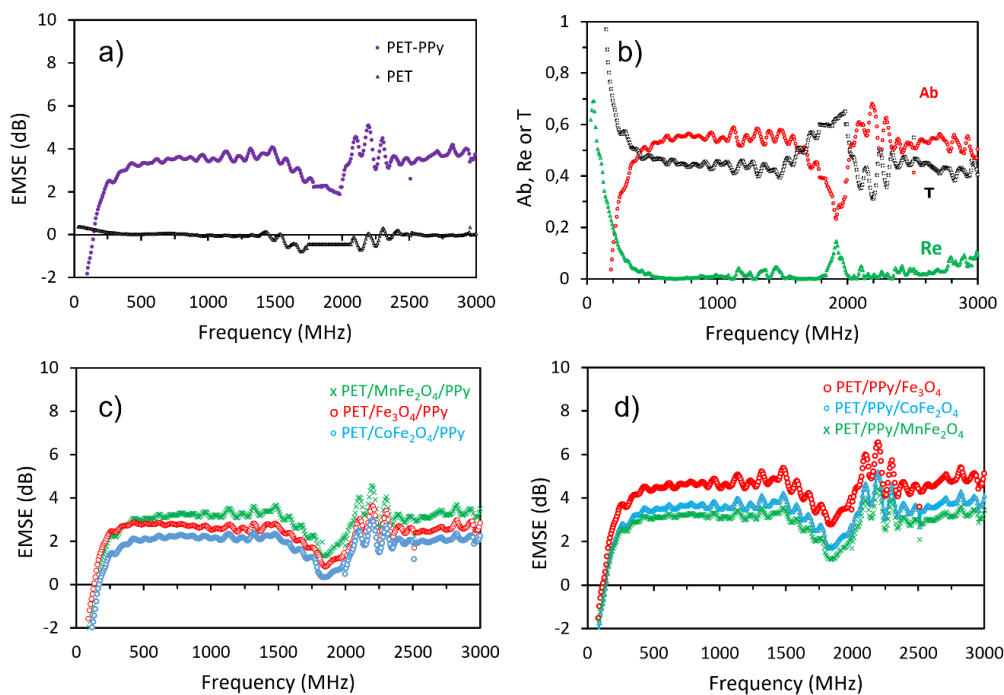 a)
PET-PPy
PET
EMSE (dB)
10
8
6
4
2
0
-2
0 500 1000 1500 2000 2500 3000
Frequency (MHz)
b)
Ab
T
Re
Ab, Re or T
1
0,8
0,6
0,4
0,2
0
0 1000 2000 3000
Frequency (MHz)
c)
x PET/MnFe₂O₄/PPy
o PET/Fe₃O₄/PPy
o PET/CoFe₂O₄/PPy
EMSE (dB)
10
8
6
4
2
0
-2
0 500 1000 1500 2000 2500 3000
Frequency (MHz)
d)
o PET/PPy/Fe₃O₄
o PET/PPy/CoFe₂O₄
x PET/PPy/MnFe₂O₄
EMSE (dB)
10
8
6
4
2
0
-2
0 500 1000 1500 2000 2500 3000
Frequency (MHz)